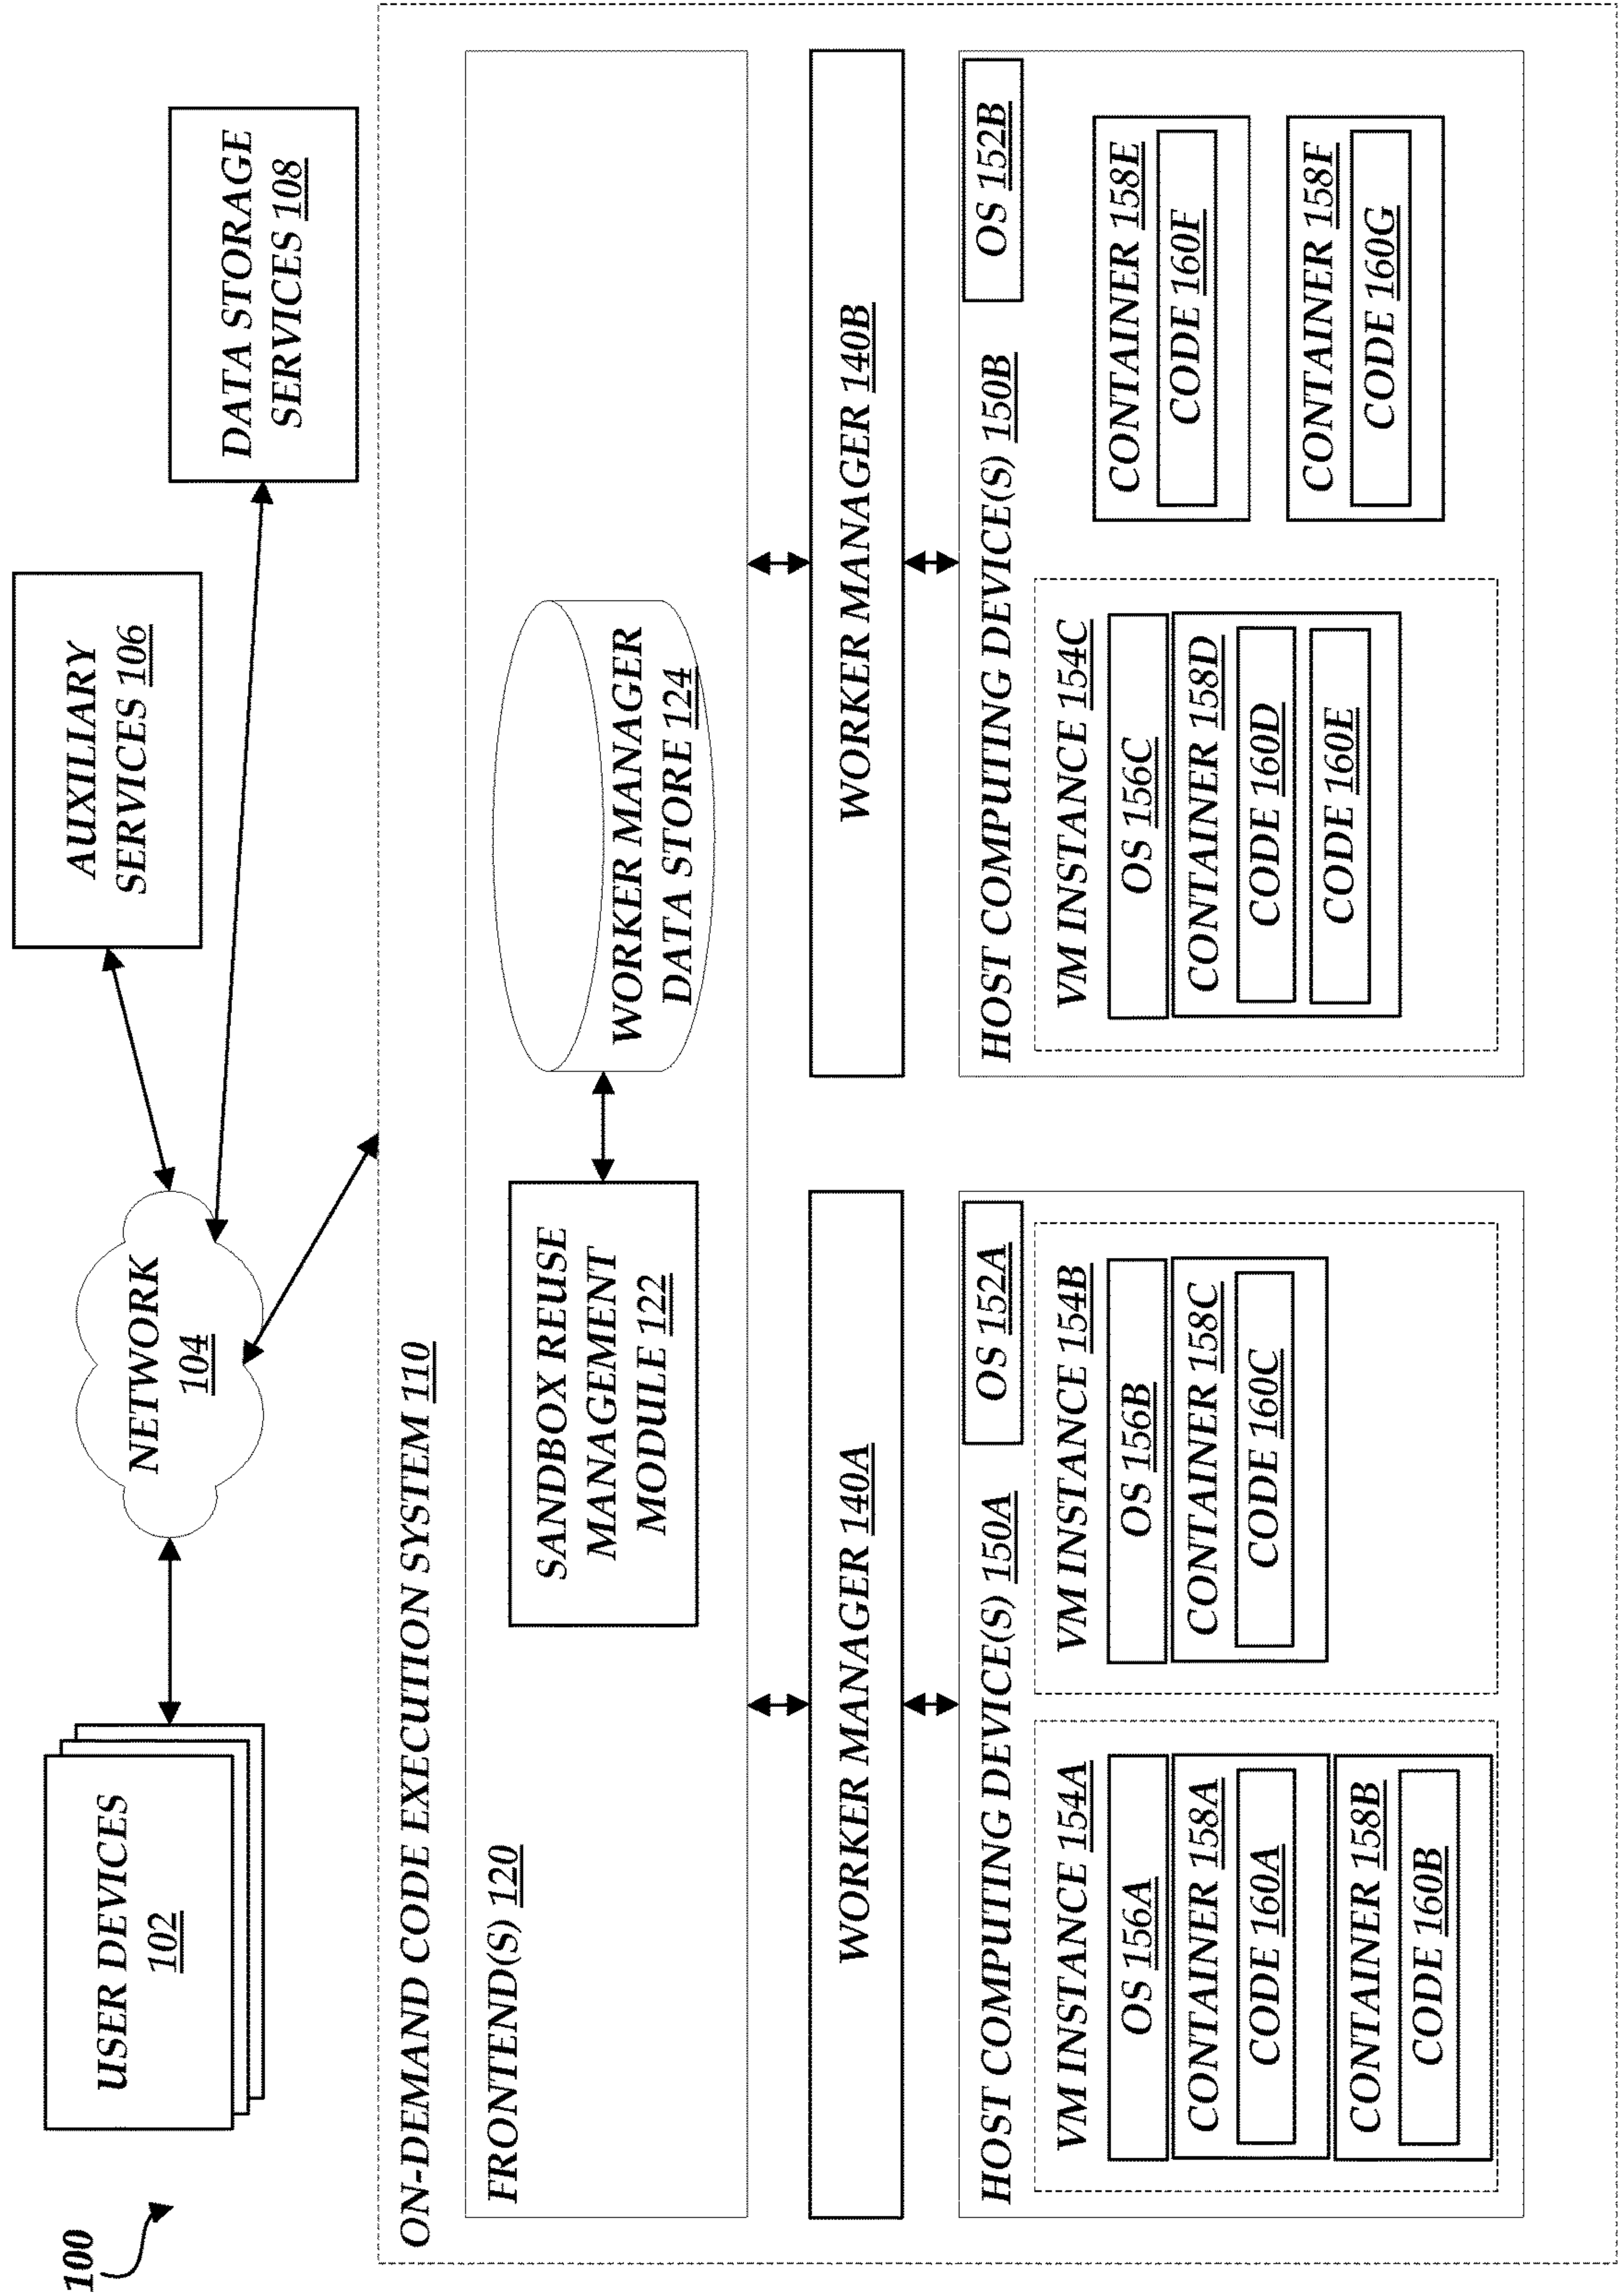 100
USER DEVICES
102
NETWORK
104
AUXILIARY
SERVICES 106
DATA STORAGE
SERVICES 108
ON-DEMAND CODE EXECUTION SYSTEM 110
FRONTEND(S) 120
SANDBOX REUSE
MANAGEMENT
MODULE 122
WORKER MANAGER
DATA STORE 124
WORKER MANAGER 140A
WORKER MANAGER 140B
HOST COMPUTING DEVICE(S) 150A
OS 152A
VM INSTANCE 154A
OS 156A
CONTAINER 158A
CODE 160A
CONTAINER 158B
CODE 160B
VM INSTANCE 154B
OS 156B
CONTAINER 158C
CODE 160C
HOST COMPUTING DEVICE(S) 150B
OS 152B
VM INSTANCE 154C
OS 156C
CONTAINER 158D
CODE 160D
CODE 160E
CONTAINER 158E
CODE 160F
CONTAINER 158F
CODE 160G